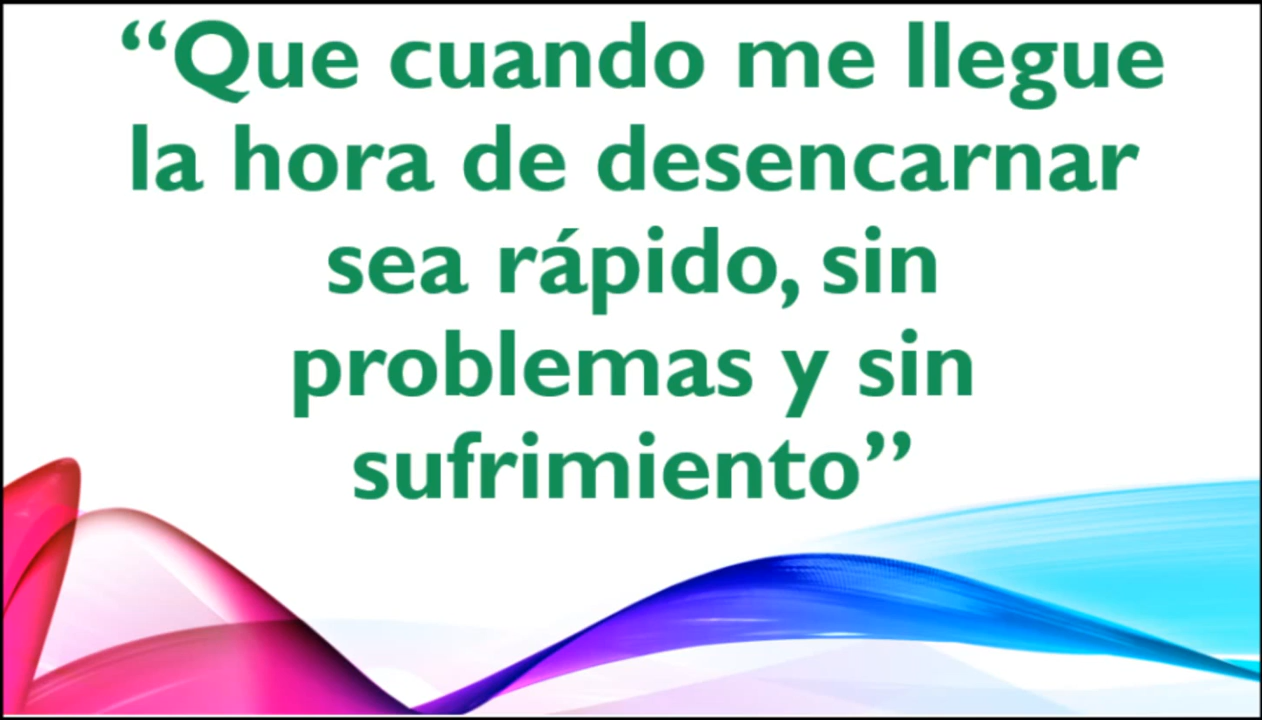 “Que cuando me llegue
la hora de desencarnar
sea rápido, sin
problemas y sin
sufrimiento”